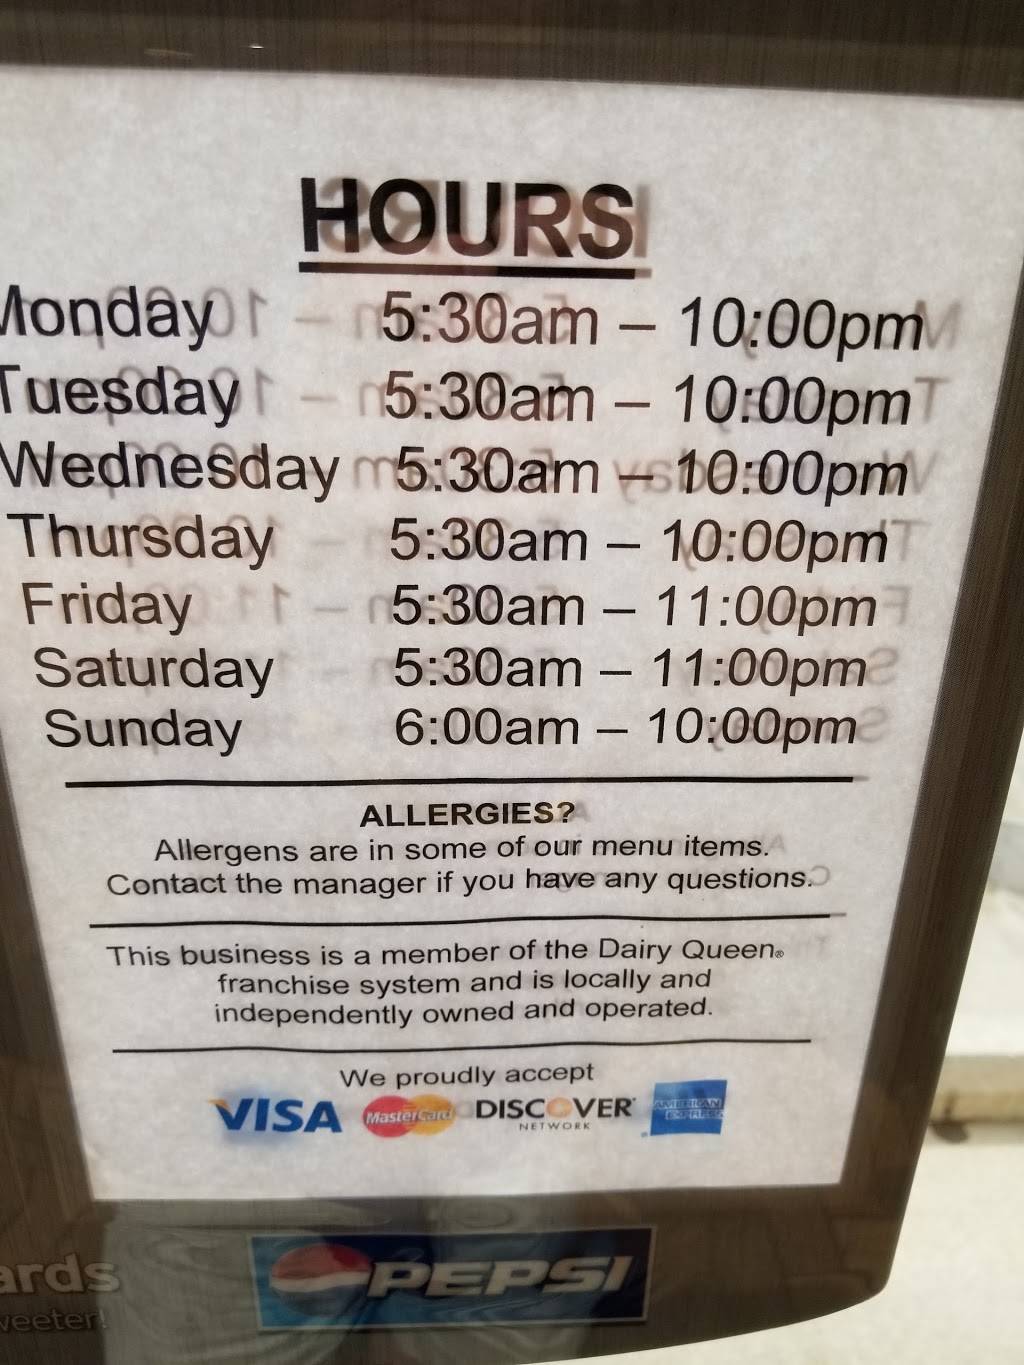 HOURS
Monday 5:30am – 10:00pm
Tuesday 5:30am – 10:00pm
Wednesday 5:30am – 10:00pm
Thursday 5:30am – 10:00pm
Friday 5:30am – 11:00pm
Saturday 5:30am – 11:00pm
Sunday 6:00am – 10:00pm
ALLERGIES?
Allergens are in some of our menu items.
Contact the manager if you have any questions.
This business is a member of the Dairy Queen®
franchise system and is locally and
independently owned and operated.
We proudly accept
VISA MasterCard DISCOVER NETWORK AMERICAN EXPRESS
ards
weeter!
PEPSI